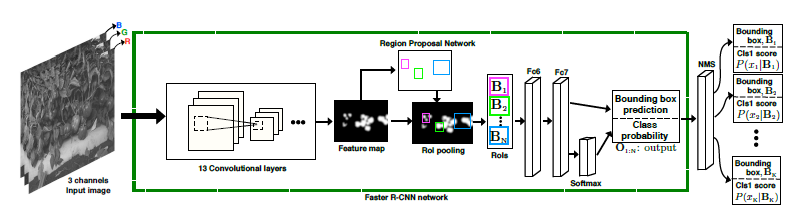 B
G
R
3 channels
Input image
13 Convolutional layers
Region Proposal Network
Feature map
RoI pooling
B1
B2
BN
RoIs
Fc6
Fc7
Softmax
Bounding box
prediction
Class
probability
O1:N: output
Faster R-CNN network
NMS
Bounding
box, B1
Cls1 score
P(x1|B1)
Bounding
box, B2
Cls1 score
P(x2|B2)
Bounding
box, BK
Cls1 score
P(xK|BK)